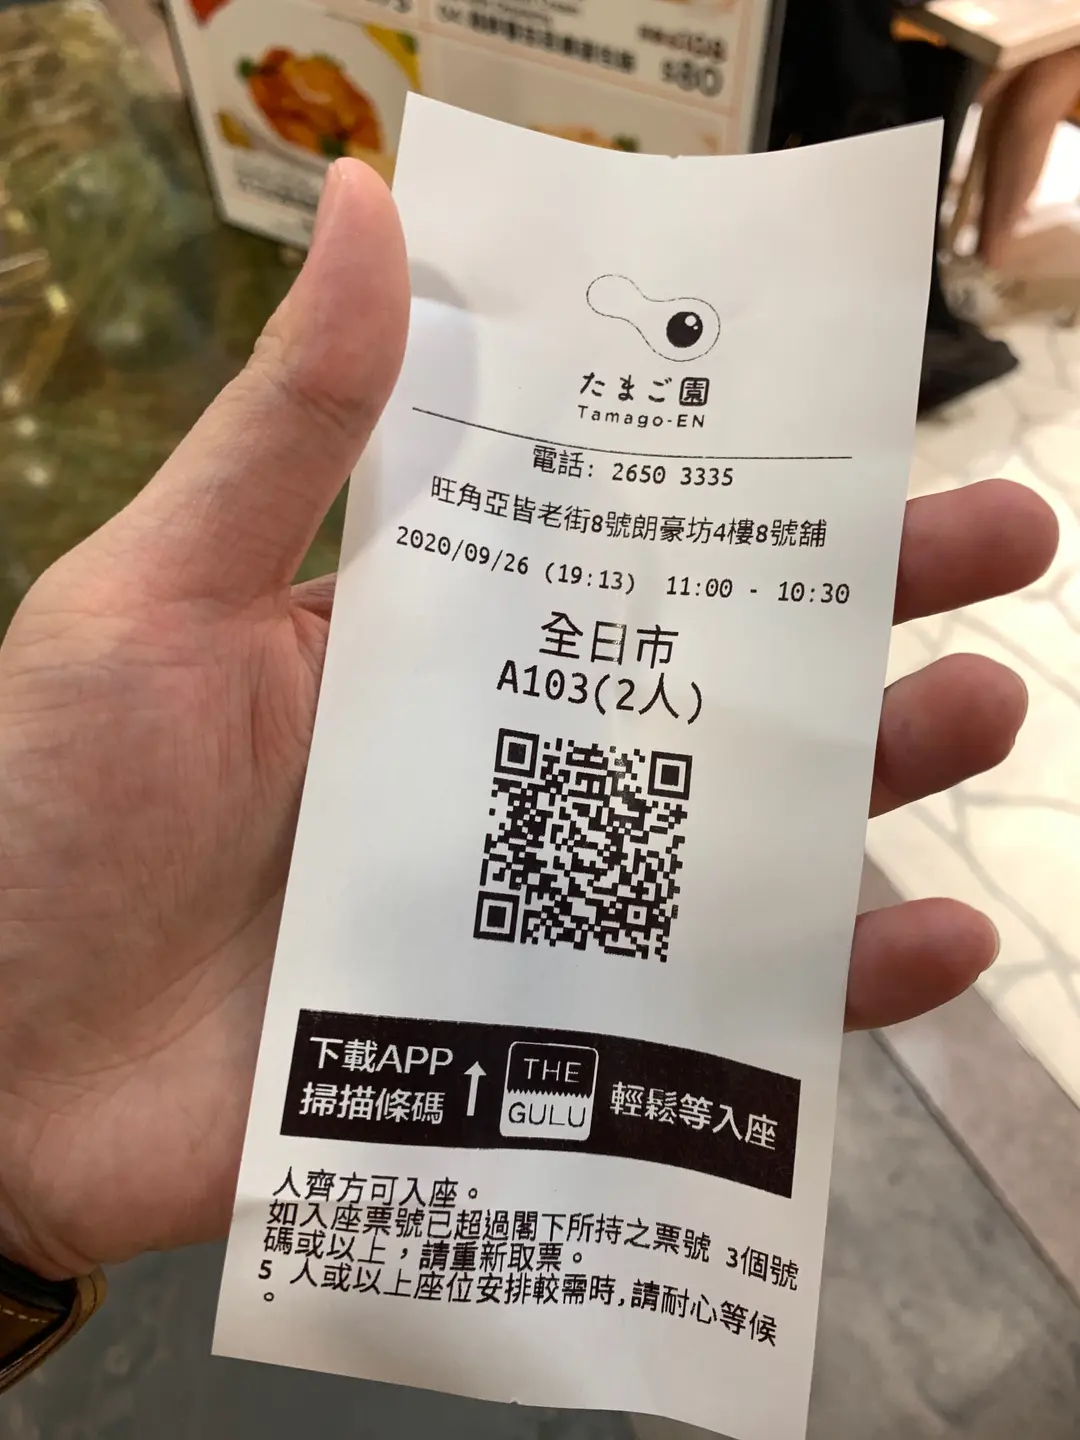 $80
たまご園
Tamago-EN
電話: 2650 3335
旺角亞皆老街8號朗豪坊4樓8號舖
2020/09/26 (19:13) 11:00 - 10:30
全日市
A103(2人)
下載APP
掃描條碼
THE
GULU
輕鬆等入座
人齊方可入座。
如入座票號已超過閣下所持之票號 3個號
碼或以上，請重新取票。
5 人或以上座位安排較需時,請耐心等候
。